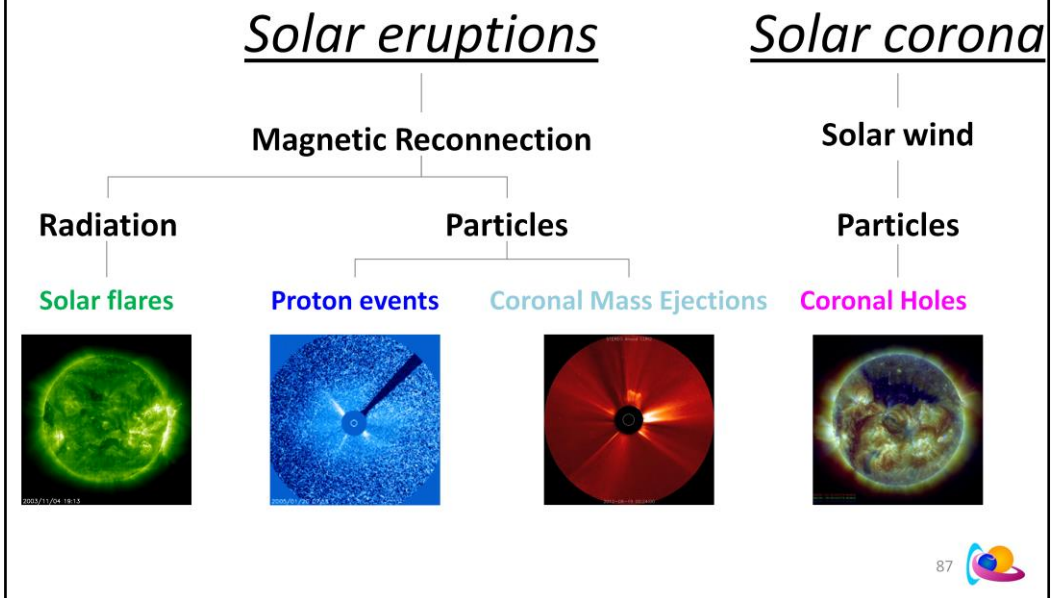 Solar eruptions
Solar corona
Magnetic Reconnection
Solar wind
Radiation
Particles
Particles
Solar flares
Proton events
Coronal Mass Ejections
Coronal Holes
2003/11/04 19:13
87